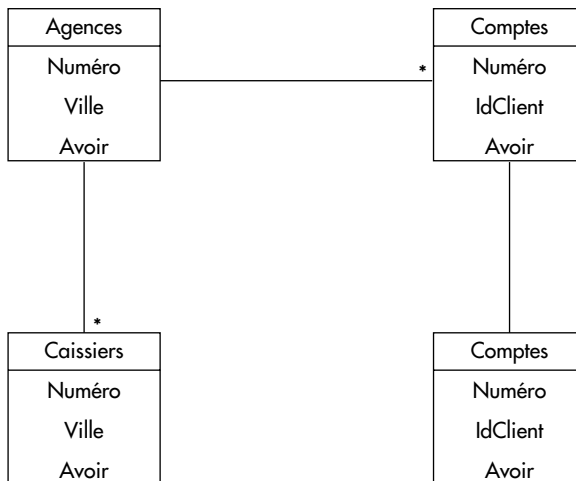 Agences
Numéro
Ville
Avoir
*
Comptes
Numéro
IdClient
Avoir
*
Caissiers
Numéro
Ville
Avoir
Comptes
Numéro
IdClient
Avoir